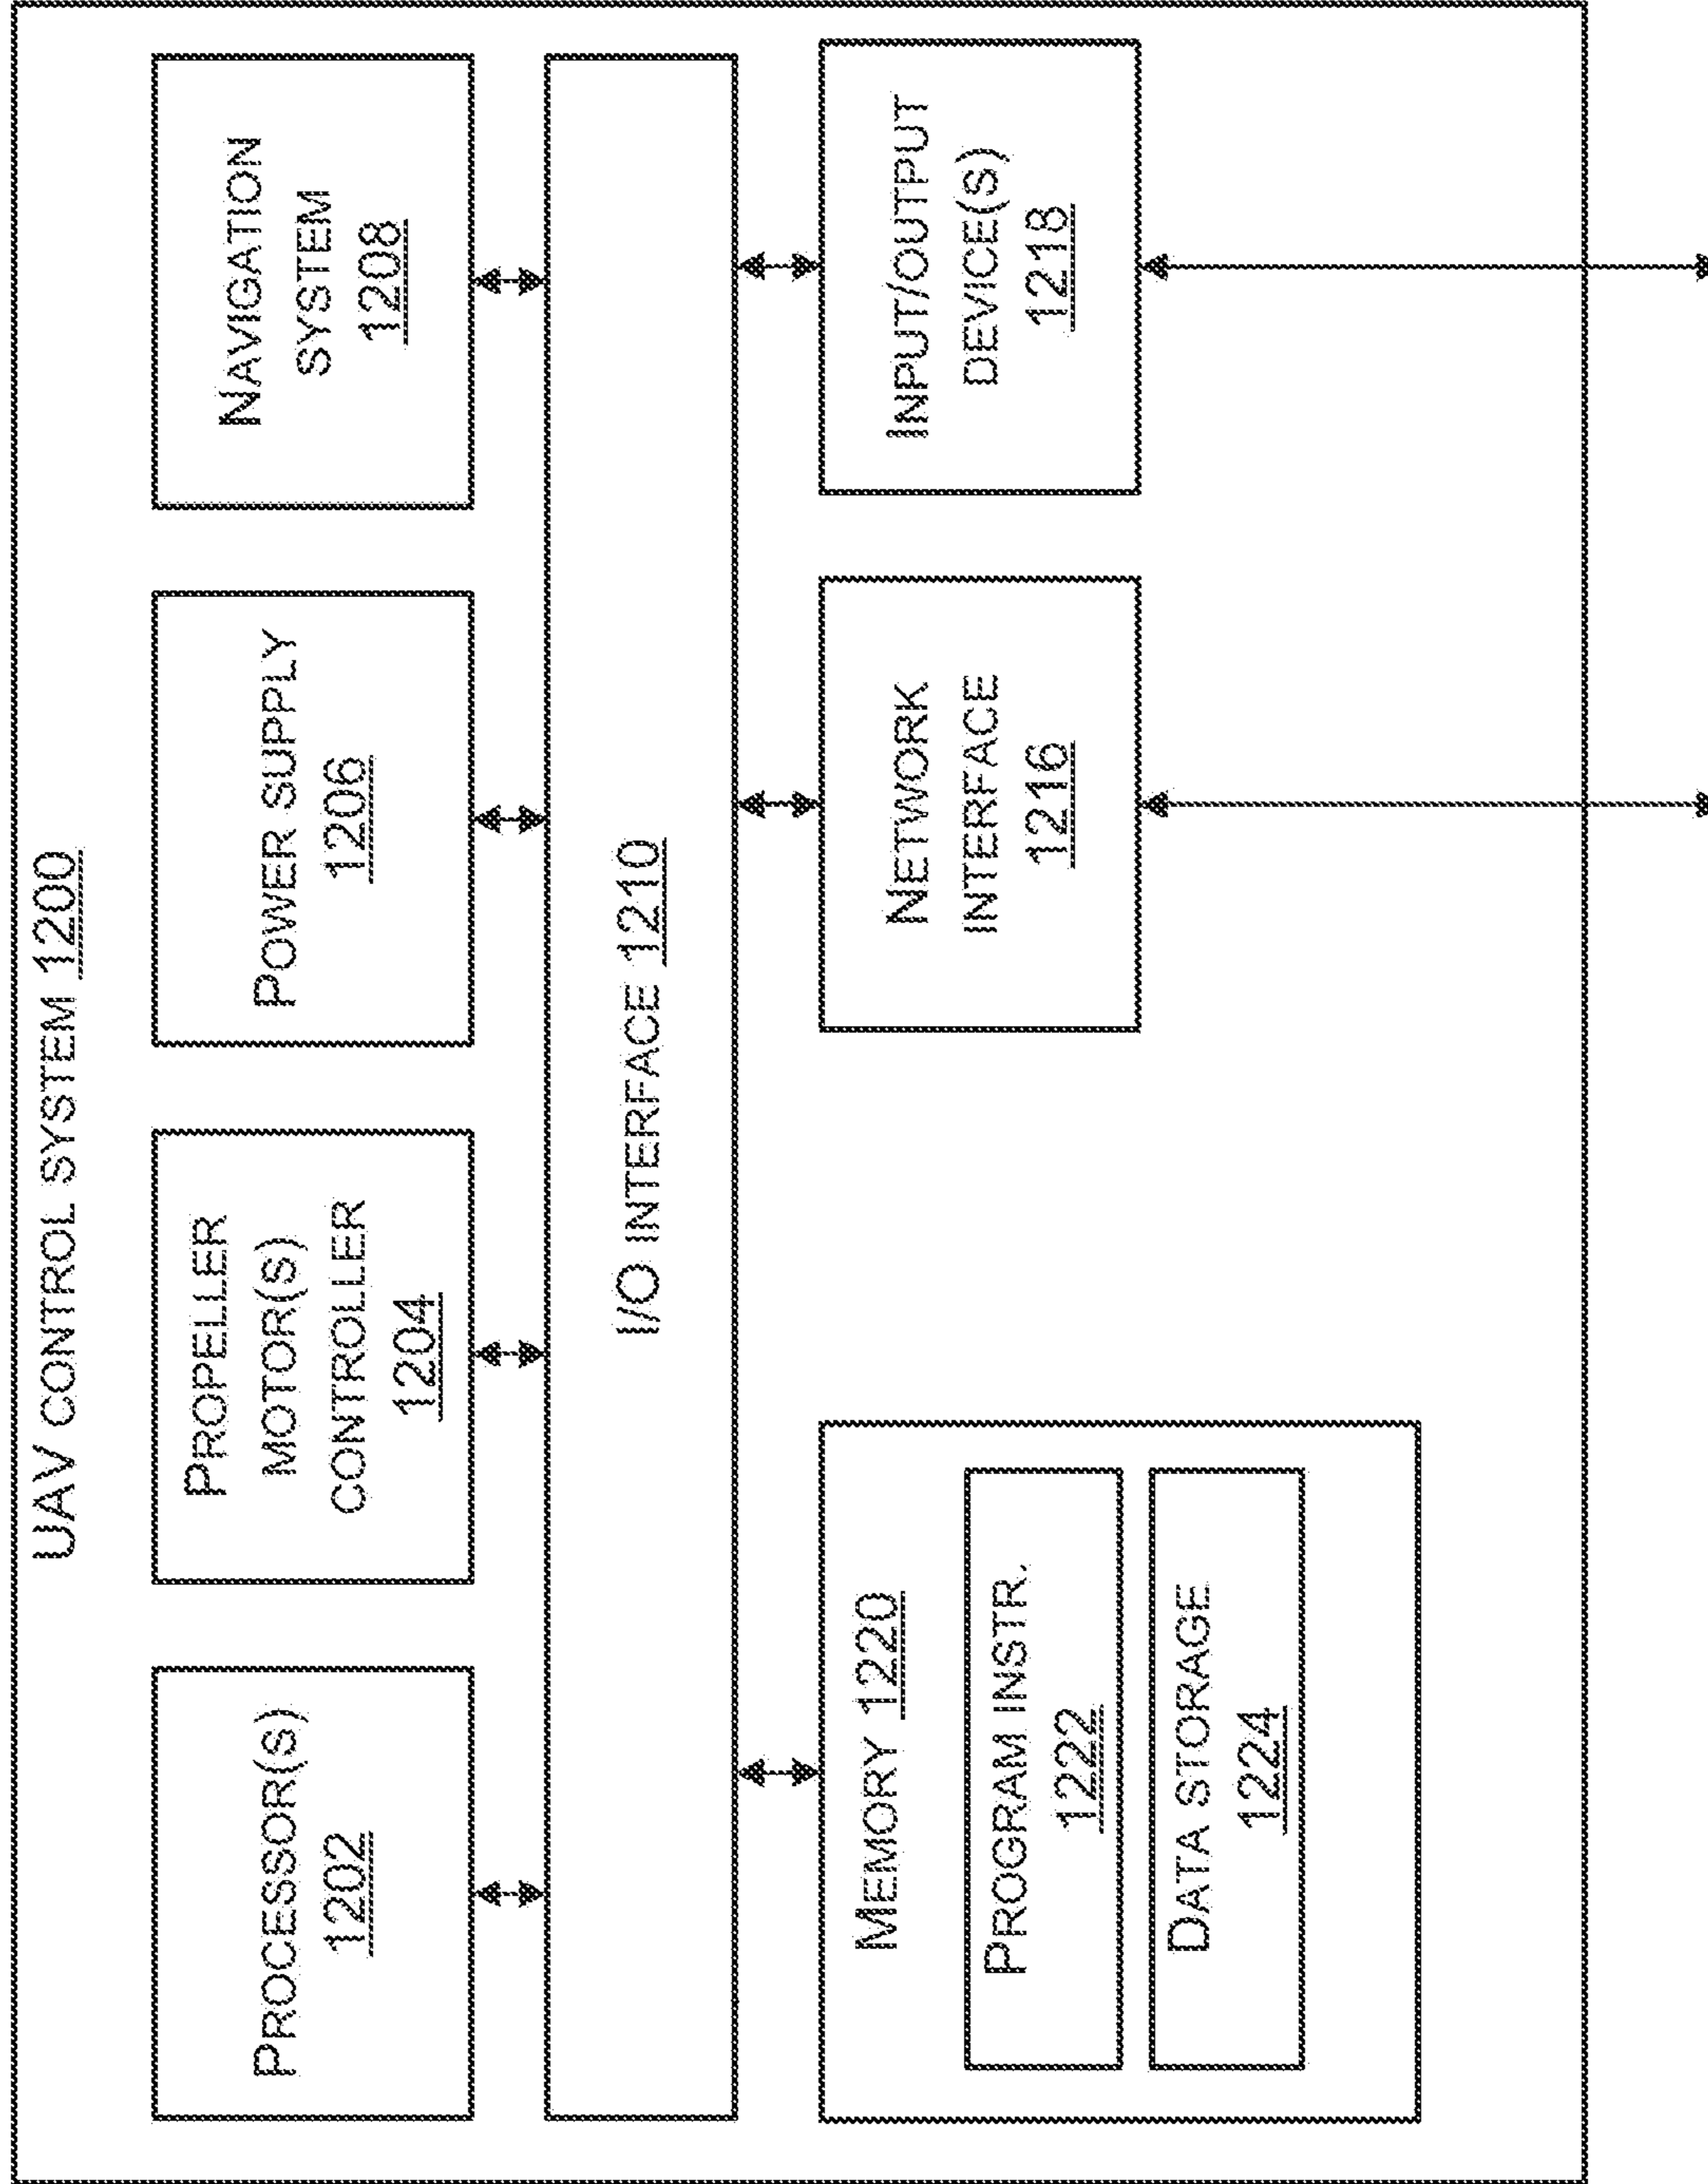 UAV CONTROL SYSTEM 1200
PROCESSOR(S)
1202
PROPELLER
MOTOR(S)
CONTROLLER
1204
POWER SUPPLY
1206
NAVIGATION
SYSTEM
1208
I/O INTERFACE 1210
MEMORY 1220
PROGRAM INSTR.
1222
DATA STORAGE
1224
NETWORK
INTERFACE
1216
INPUT/OUTPUT
DEVICE(S)
1218